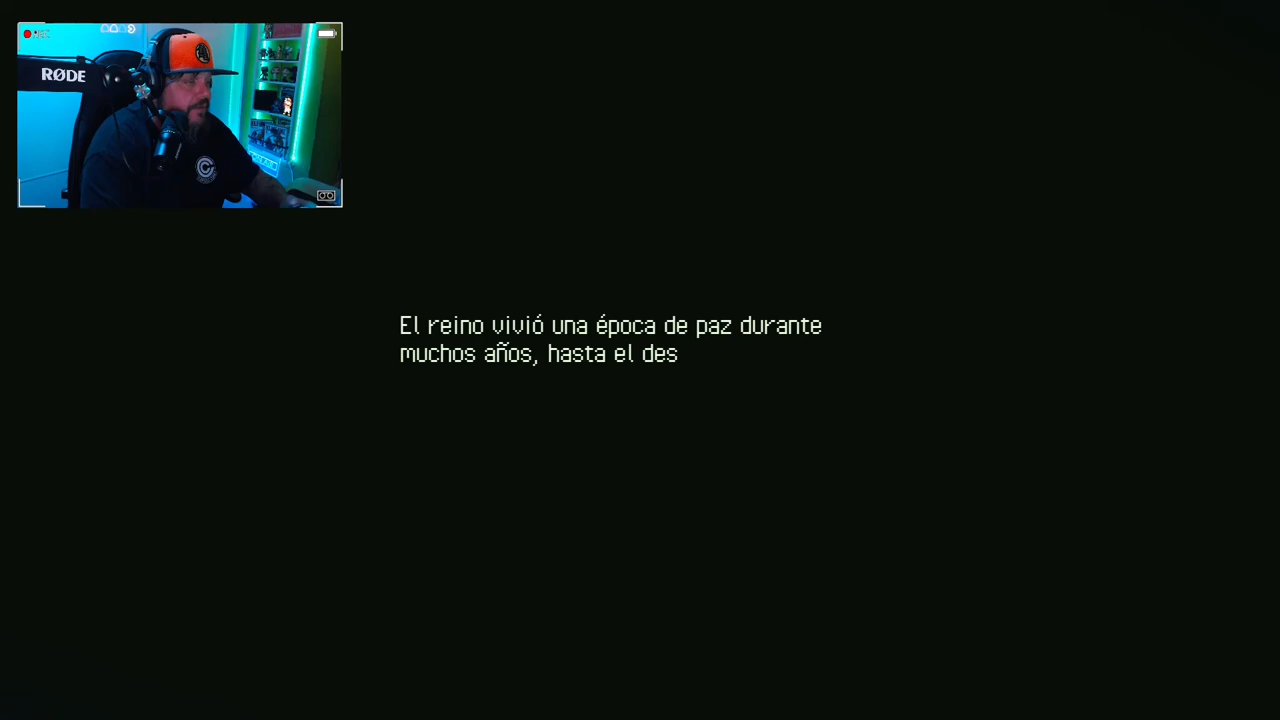 RØDE
El reino vivió una época de paz durante
muchos años, hasta el des